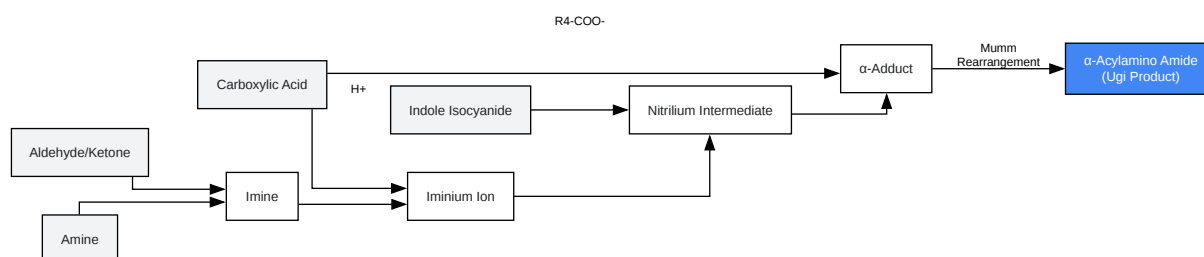 R4-COO-
Mumm
Rearrangement
α-Adduct
α-Acylamino Amide
(Ugi Product)
Carboxylic Acid
H+
Indole Isocyanide
Nitrilium Intermediate
Aldehyde/Ketone
Imine
Iminium Ion
Amine